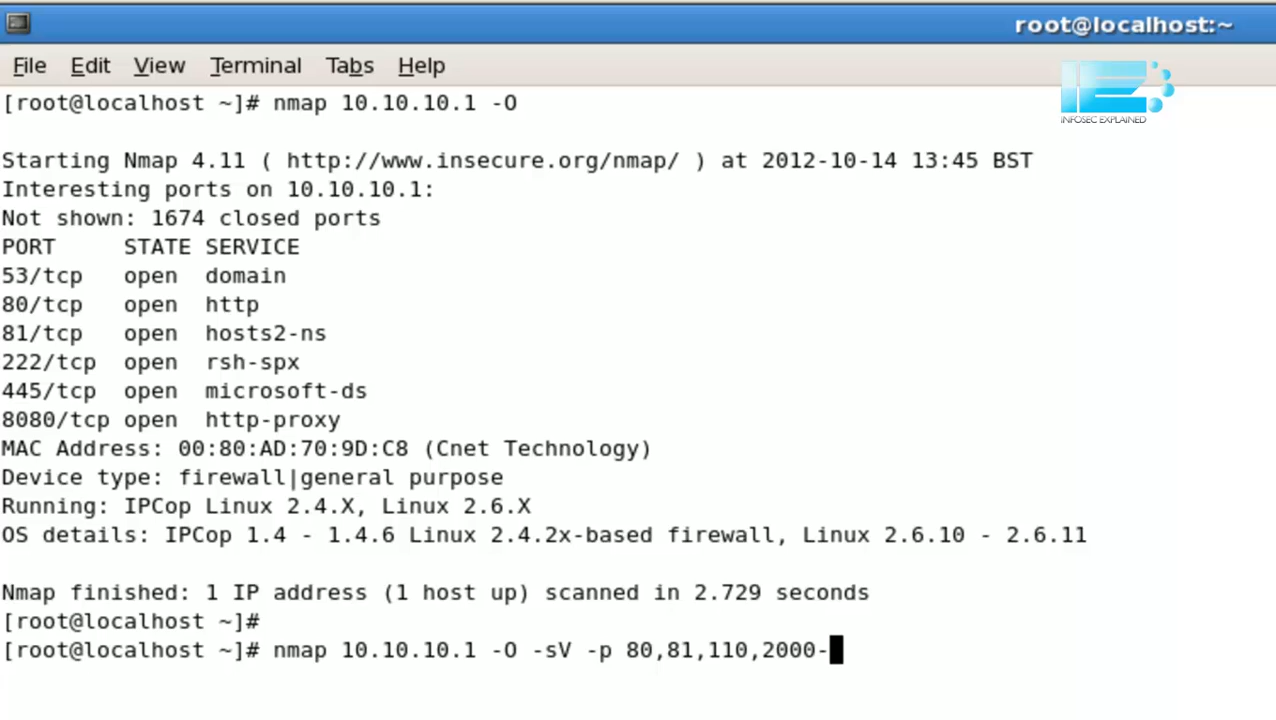 root@localhost:~
File Edit View Terminal Tabs Help
[root@localhost ~]# nmap 10.10.10.1 -O
INFOSEC EXPLAINED
Starting Nmap 4.11 ( http://www.insecure.org/nmap/ ) at 2012-10-14 13:45 BST
Interesting ports on 10.10.10.1:
Not shown: 1674 closed ports
PORT     STATE SERVICE
53/tcp   open  domain
80/tcp   open  http
81/tcp   open  hosts2-ns
222/tcp  open  rsh-spx
445/tcp  open  microsoft-ds
8080/tcp open  http-proxy
MAC Address: 00:80:AD:70:9D:C8 (Cnet Technology)
Device type: firewall|general purpose
Running: IPCop Linux 2.4.X, Linux 2.6.X
OS details: IPCop 1.4 - 1.4.6 Linux 2.4.2x-based firewall, Linux 2.6.10 - 2.6.11
Nmap finished: 1 IP address (1 host up) scanned in 2.729 seconds
[root@localhost ~]#
[root@localhost ~]# nmap 10.10.10.1 -O -sV -p 80,81,110,2000-